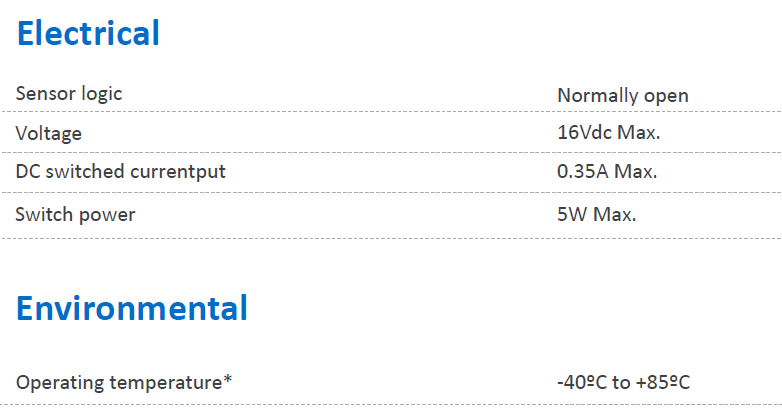 Electrical
Sensor logic Normally open
Voltage 16Vdc Max.
DC switched currentput 0.35A Max.
Switch power 5W Max.
Environmental
Operating temperature* -40ºC to +85ºC